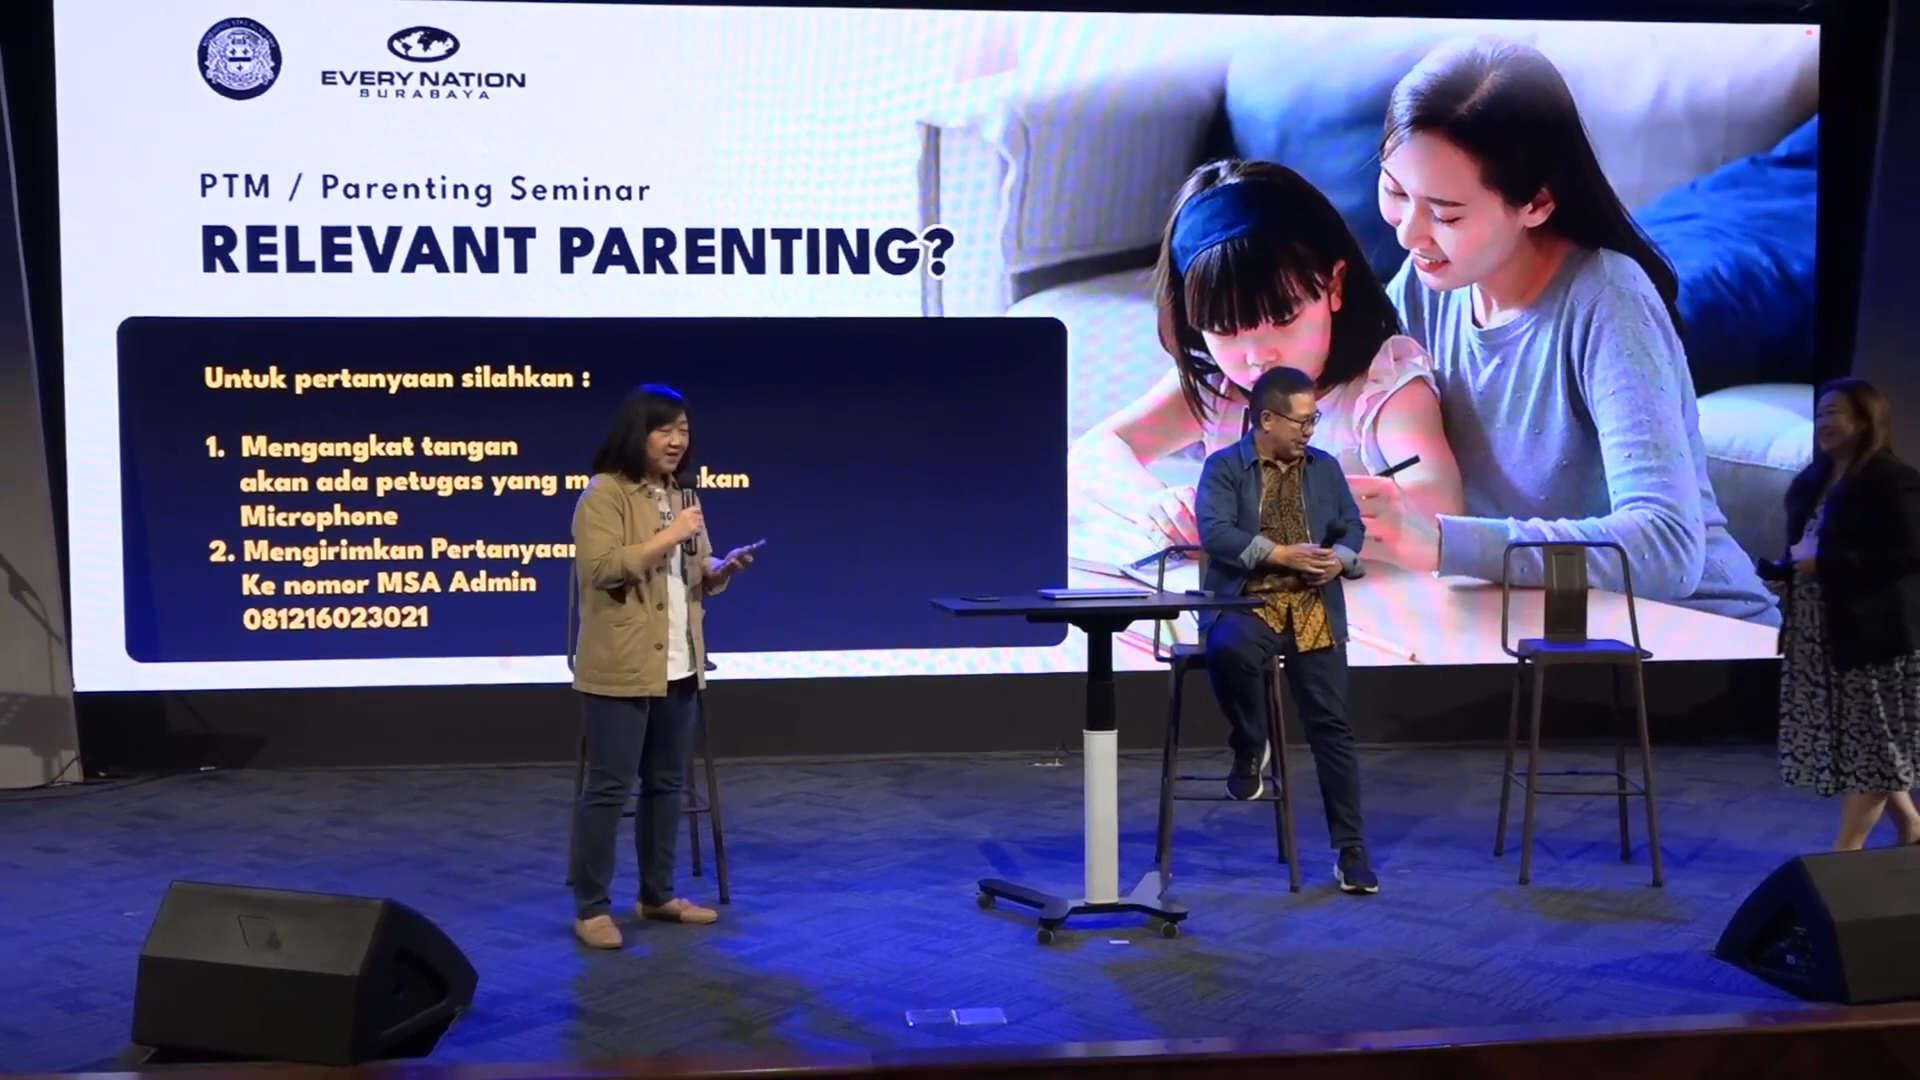 EVERY NATION
SURABAYA
PTM / Parenting Seminar
RELEVANT PARENTING?
Untuk pertanyaan silahkan :
1. Mengangkat tangan
akan ada petugas yang
Microphone
2. Mengirimkan Pertanyaan
Ke nomor MSA Admin
081216023021